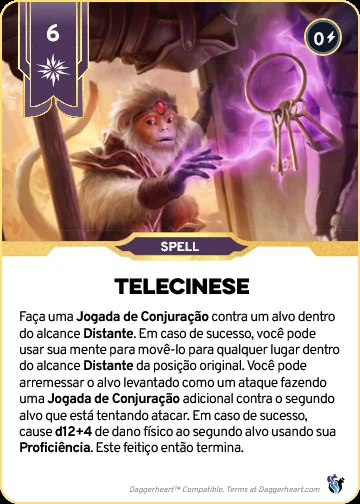 6
0
SPELL
TELECINESE
Faça uma Jogada de Conjuração contra um alvo dentro
do alcance Distante. Em caso de sucesso, você pode
usar sua mente para movê-lo para qualquer lugar dentro
do alcance Distante da posição original. Você pode
arremessar o alvo levantado como um ataque fazendo
uma Jogada de Conjuração adicional contra o segundo
alvo que está tentando atacar. Em caso de sucesso,
cause d12+4 de dano físico ao segundo alvo usando sua
Proficiência. Este feitiço então termina.
Daggerheart™ Compatible. Terms at Daggerheart.com